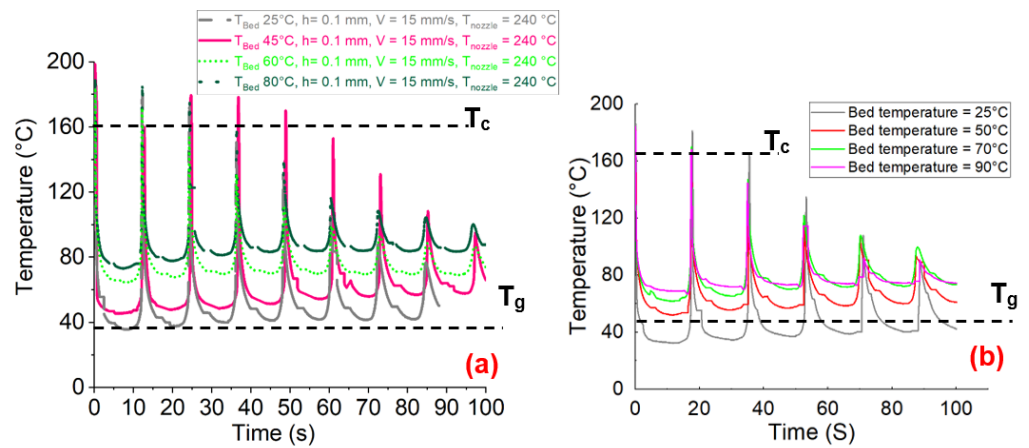 T_Bed 25°C, h= 0.1 mm, V = 15 mm/s, T_nozzle = 240 °C
T_Bed 45°C, h= 0.1 mm, V = 15 mm/s, T_nozzle = 240 °C
T_Bed 60°C, h= 0.1 mm, V = 15 mm/s, T_nozzle = 240 °C
T_Bed 80°C, h= 0.1 mm, V = 15 mm/s, T_nozzle = 240 °C
Temperature (°C)
200
160
120
80
40
0
T_c
T_g
(a)
0 10 20 30 40 50 60 70 80 90 100
Time (s)
Temperature (°C)
200
160
120
80
40
0
Bed temperature = 25°C
Bed temperature = 50°C
Bed temperature = 70°C
Bed temperature = 90°C
T_c
T_g
(b)
0 20 40 60 80 100
Time (S)